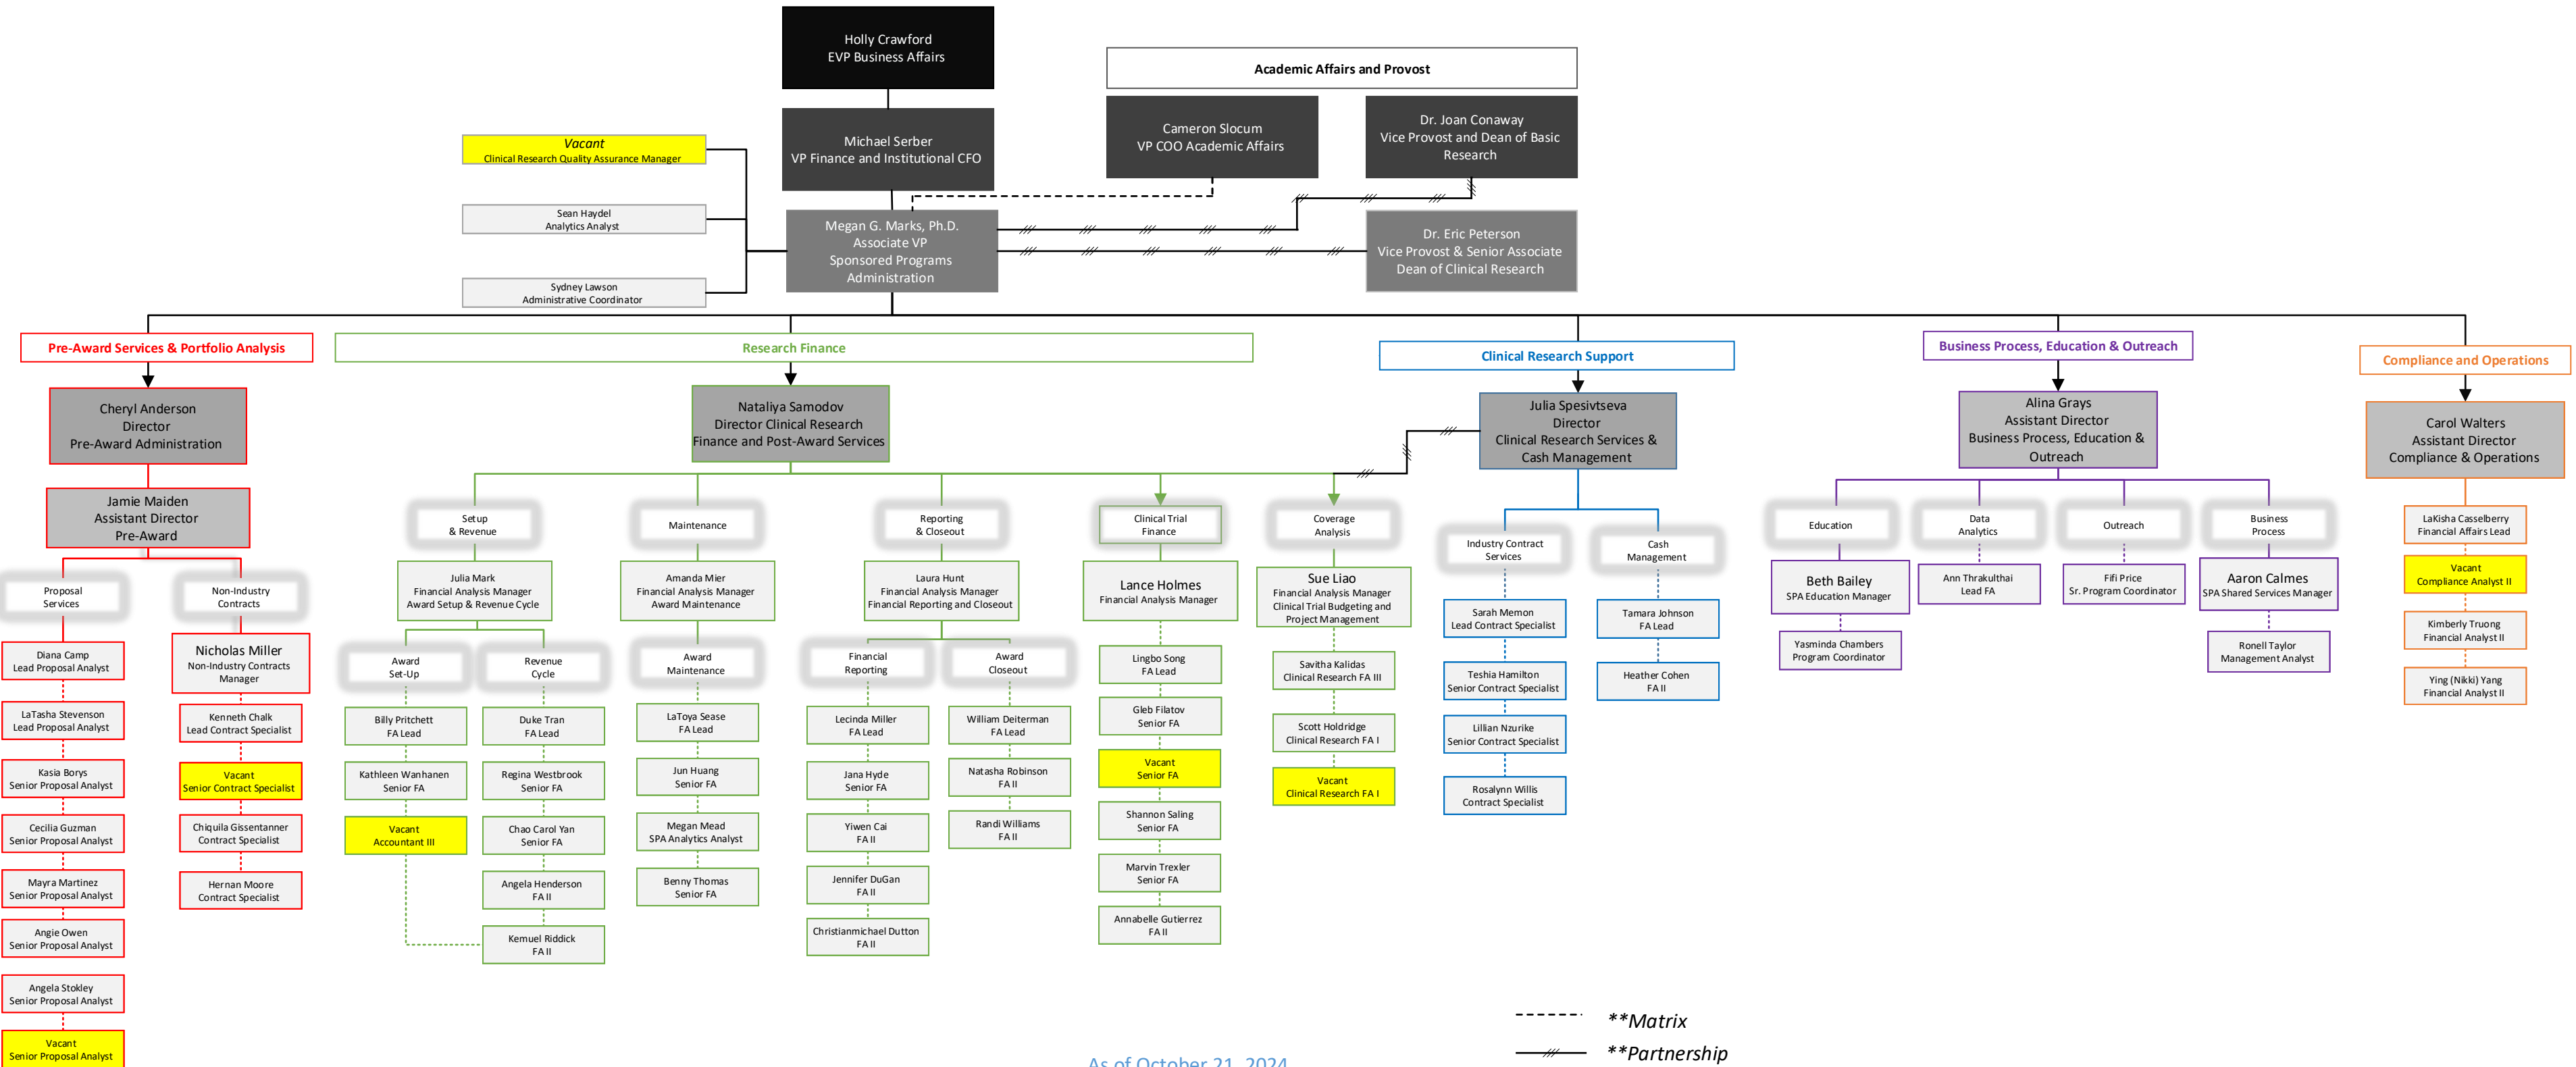 Holly Crawford
EVP Business Affairs
Academic Affairs and Provost
Michael Serber
VP Finance and Institutional CFO
Cameron Slocum
VP COO Academic Affairs
Dr. Joan Conaway
Vice Provost and Dean of Basic
Research
Vacant
Clinical Research Quality Assurance Manager
Sean Haydel
Analytics Analyst
Sydney Lawson
Administrative Coordinator
Megan G. Marks, Ph.D.
Associate VP
Sponsored Programs
Administration
Dr. Eric Peterson
Vice Provost & Senior Associate
Dean of Clinical Research
Pre-Award Services & Portfolio Analysis
Cheryl Anderson
Director
Pre-Award Administration
Jamie Maiden
Assistant Director
Pre-Award
Proposal
Services
Diana Camp
Lead Proposal Analyst
LaTasha Stevenson
Lead Proposal Analyst
Kasia Borys
Senior Proposal Analyst
Cecilia Guzman
Senior Proposal Analyst
Mayra Martinez
Senior Proposal Analyst
Angie Owen
Senior Proposal Analyst
Angela Stokley
Senior Proposal Analyst
Vacant
Senior Proposal Analyst
Non-Industry
Contracts
Nicholas Miller
Non-Industry Contracts
Manager
Kenneth Chalk
Lead Contract Specialist
Vacant
Senior Contract Specialist
Chiquila Gissentanner
Contract Specialist
Hernan Moore
Contract Specialist
Research Finance
Nataliya Samodov
Director Clinical Research
Finance and Post-Award Services
Setup
& Revenue
Julia Mark
Financial Analysis Manager
Award Setup & Revenue Cycle
Award
Set-Up
Billy Pritchett
FA Lead
Kathleen Wanhanen
Senior FA
Vacant
Accountant III
Revenue
Cycle
Duke Tran
FA Lead
Regina Westbrook
Senior FA
Chao Carol Yan
Senior FA
Angela Henderson
FA II
Kemuel Riddick
FA II
Maintenance
Amanda Mier
Financial Analysis Manager
Award Maintenance
Award
Maintenance
LaToya Sease
FA Lead
Jun Huang
Senior FA
Megan Mead
SPA Analytics Analyst
Benny Thomas
Senior FA
Reporting
& Closeout
Laura Hunt
Financial Analysis Manager
Financial Reporting and Closeout
Financial
Reporting
Lecinda Miller
FA Lead
Jana Hyde
Senior FA
Yiwen Cai
FA II
Jennifer DuGan
FA II
Christianmichael Dutton
FA II
Award
Closeout
William Deiterman
FA Lead
Natasha Robinson
FA II
Randi Williams
FA II
Clinical Trial
Finance
Lance Holmes
Financial Analysis Manager
Lingbo Song
FA Lead
Gleb Filatov
Senior FA
Vacant
Senior FA
Shannon Saling
Senior FA
Marvin Trexler
Senior FA
Annabelle Gutierrez
FA II
Coverage
Analysis
Sue Liao
Financial Analysis Manager
Clinical Trial Budgeting and
Project Management
Savitha Kalidas
Clinical Research FA III
Scott Holdridge
Clinical Research FA I
Vacant
Clinical Research FA I
Clinical Research Support
Julia Spesivtseva
Director
Clinical Research Services &
Cash Management
Industry Contract
Services
Sarah Memon
Lead Contract Specialist
Teshia Hamilton
Senior Contract Specialist
Lillian Nzurike
Senior Contract Specialist
Rosalynn Willis
Contract Specialist
Cash
Management
Tamara Johnson
FA Lead
Heather Cohen
FA II
Business Process, Education & Outreach
Alina Grays
Assistant Director
Business Process, Education &
Outreach
Education
Beth Bailey
SPA Education Manager
Yasminda Chambers
Program Coordinator
Data
Analytics
Ann Thrakulthai
Lead FA
Outreach
Fifi Price
Sr. Program Coordinator
Business
Process
Aaron Calmes
SPA Shared Services Manager
Ronell Taylor
Management Analyst
Compliance and Operations
Carol Walters
Assistant Director
Compliance & Operations
LaKisha Casselberry
Financial Affairs Lead
Vacant
Compliance Analyst II
Kimberly Truong
Financial Analyst II
Ying (Nikki) Yang
Financial Analyst II
**Matrix
**Partnership
As of October 21, 2024